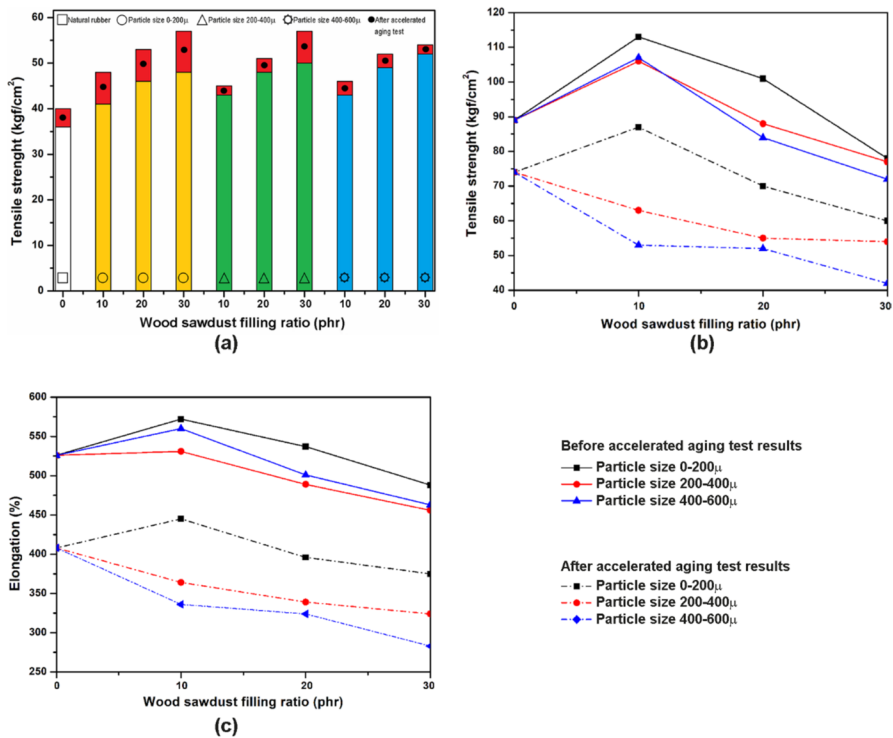 Natural rubber
Particle size 0-200μ
Particle size 200-400μ
Particle size 400-600μ
After accelerated
aging test
60
50
40
30
20
10
0
Tensile strenght (kgf/cm²)
0 10 20 30 10 20 30 10 20 30
Wood sawdust filling ratio (phr)
(a)
120
110
100
90
80
70
60
50
40
Tensile strenght (kgf/cm²)
0 10 20 30
Wood sawdust filling ratio (phr)
(b)
600
550
500
450
400
350
300
250
Elongation (%)
0 10 20 30
Wood sawdust filling ratio (phr)
(c)
Before accelerated aging test results
Particle size 0-200μ
Particle size 200-400μ
Particle size 400-600μ
After accelerated aging test results
Particle size 0-200μ
Particle size 200-400μ
Particle size 400-600μ